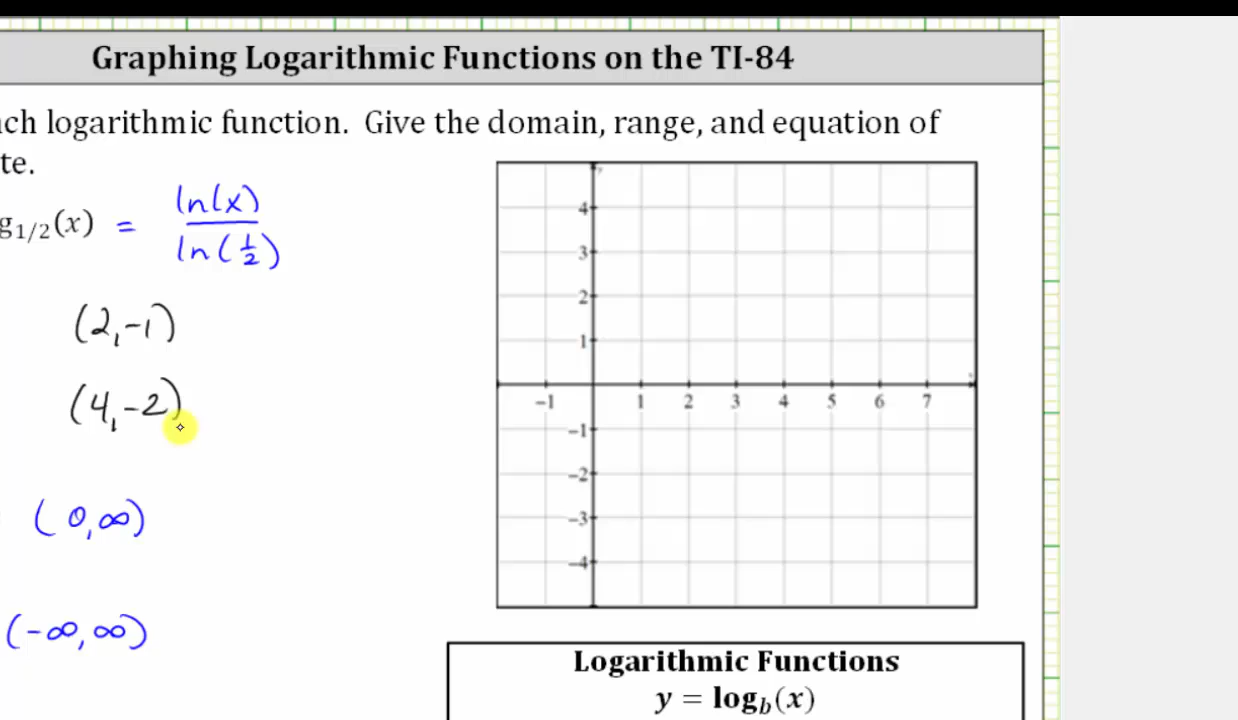 Graphing Logarithmic Functions on the TI-84
ch logarithmic function. Give the domain, range, and equation of
te.
g1/2(x) = ln(x) / ln(1/2)
(2,-1)
(4,-2)
(0,∞)
(-∞,∞)
4
3
2
1
-1 1 2 3 4 5 6 7
-1
-2
-3
-4
Logarithmic Functions
y = logb(x)